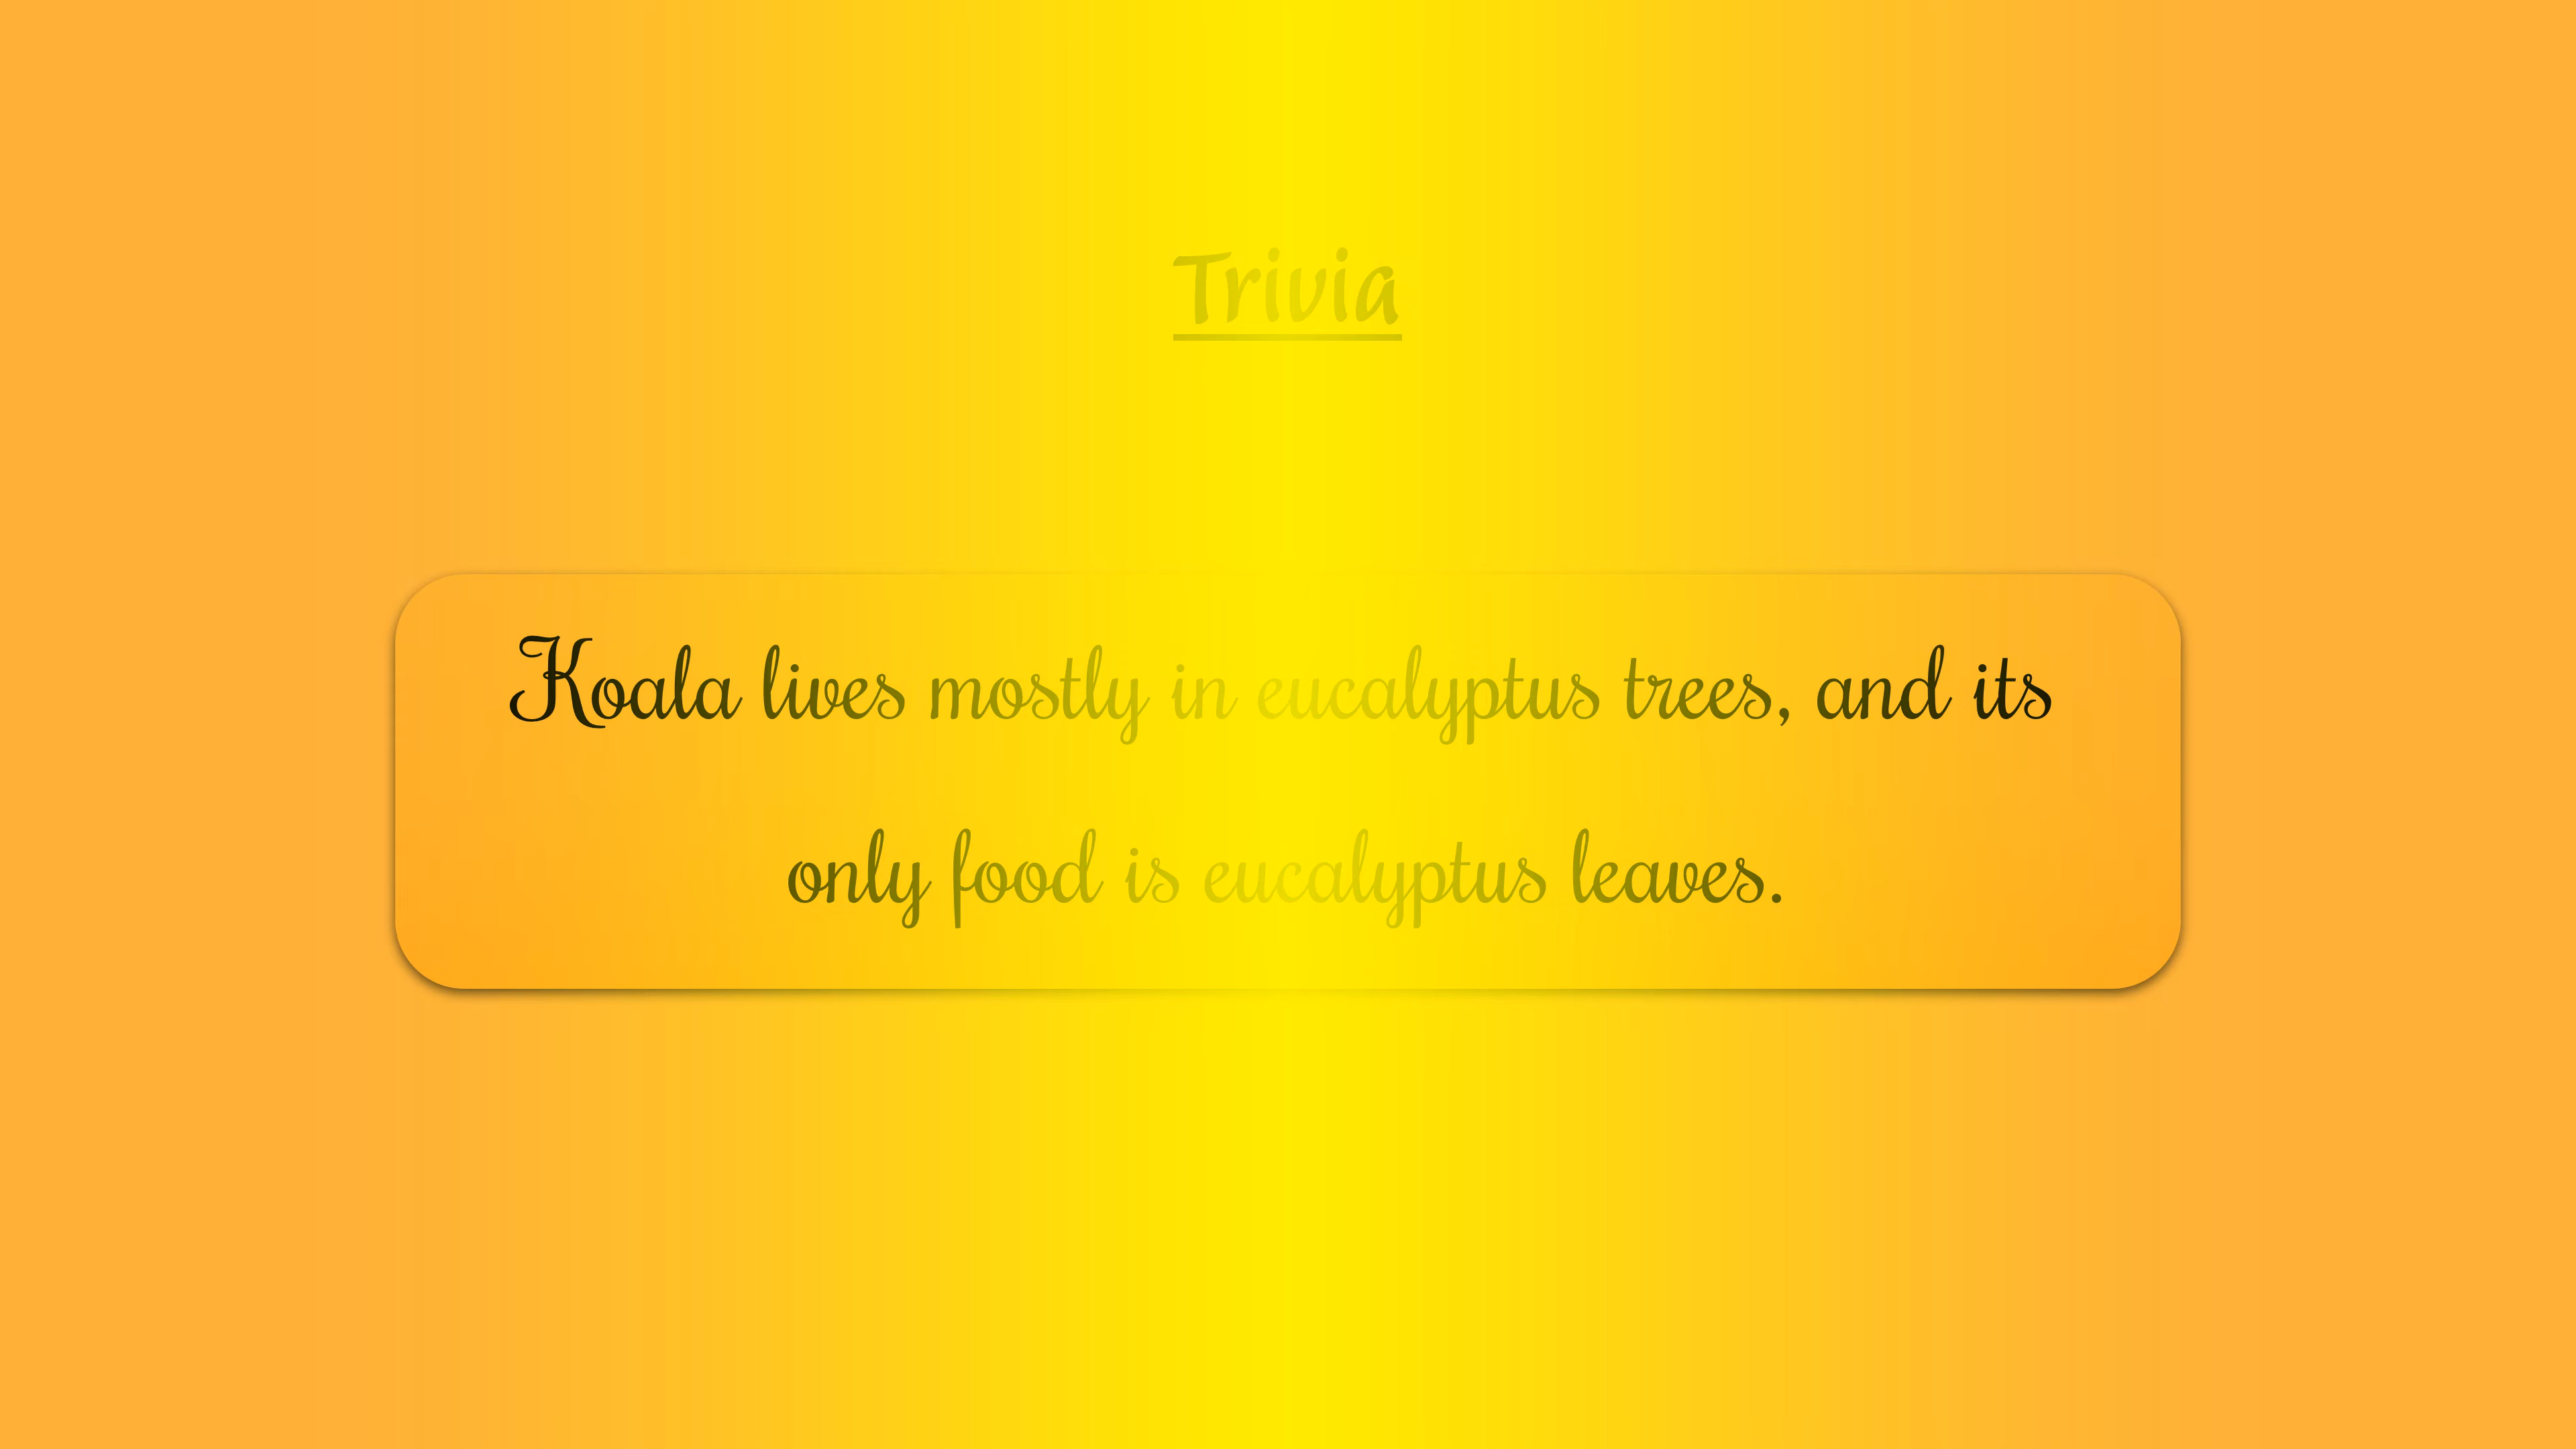 Trivia
Koala lives mostly in eucalyptus trees, and its
only food is eucalyptus leaves.